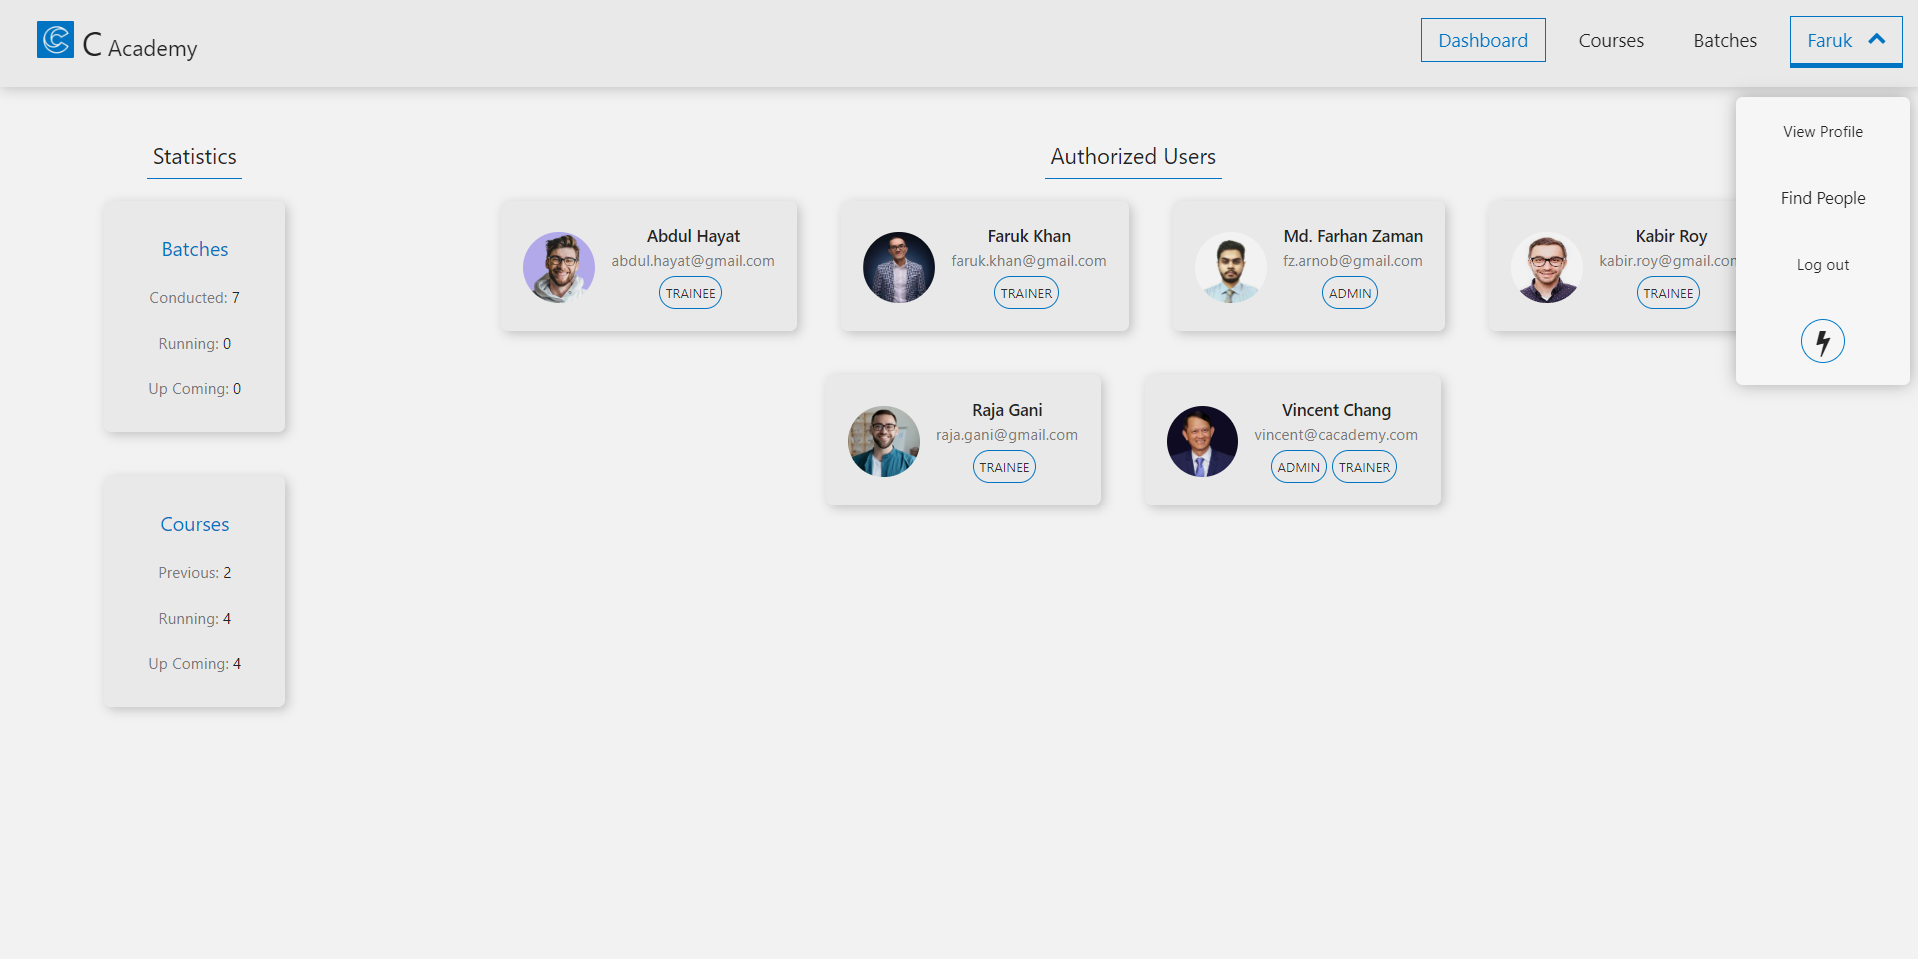 C Academy
Dashboard
Courses
Batches
Faruk
View Profile
Find People
Log out
Statistics
Batches
Conducted: 7
Running: 0
Up Coming: 0
Courses
Previous: 2
Running: 4
Up Coming: 4
Authorized Users
Abdul Hayat
abdul.hayat@gmail.com
TRAINEE
Faruk Khan
faruk.khan@gmail.com
TRAINER
Md. Farhan Zaman
fz.arnob@gmail.com
ADMIN
Kabir Roy
kabir.roy@gmail.com
TRAINEE
Raja Gani
raja.gani@gmail.com
TRAINEE
Vincent Chang
vincent@cacademy.com
ADMIN TRAINER